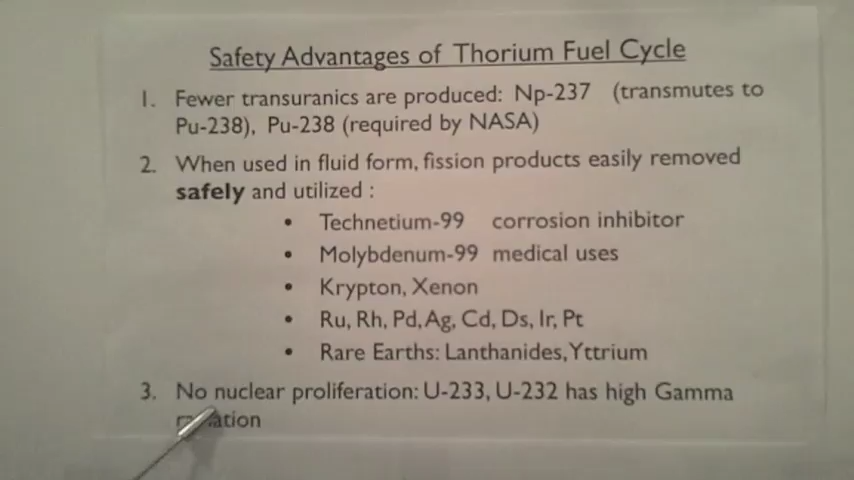 Safety Advantages of Thorium Fuel Cycle
1. Fewer transuranics are produced: Np-237 (transmutes to
Pu-238), Pu-238 (required by NASA)
2. When used in fluid form, fission products easily removed
safely and utilized :
• Technetium-99 corrosion inhibitor
• Molybdenum-99 medical uses
• Krypton, Xenon
• Ru, Rh, Pd, Ag, Cd, Ds, Ir, Pt
• Rare Earths: Lanthanides, Yttrium
3. No nuclear proliferation: U-233, U-232 has high Gamma